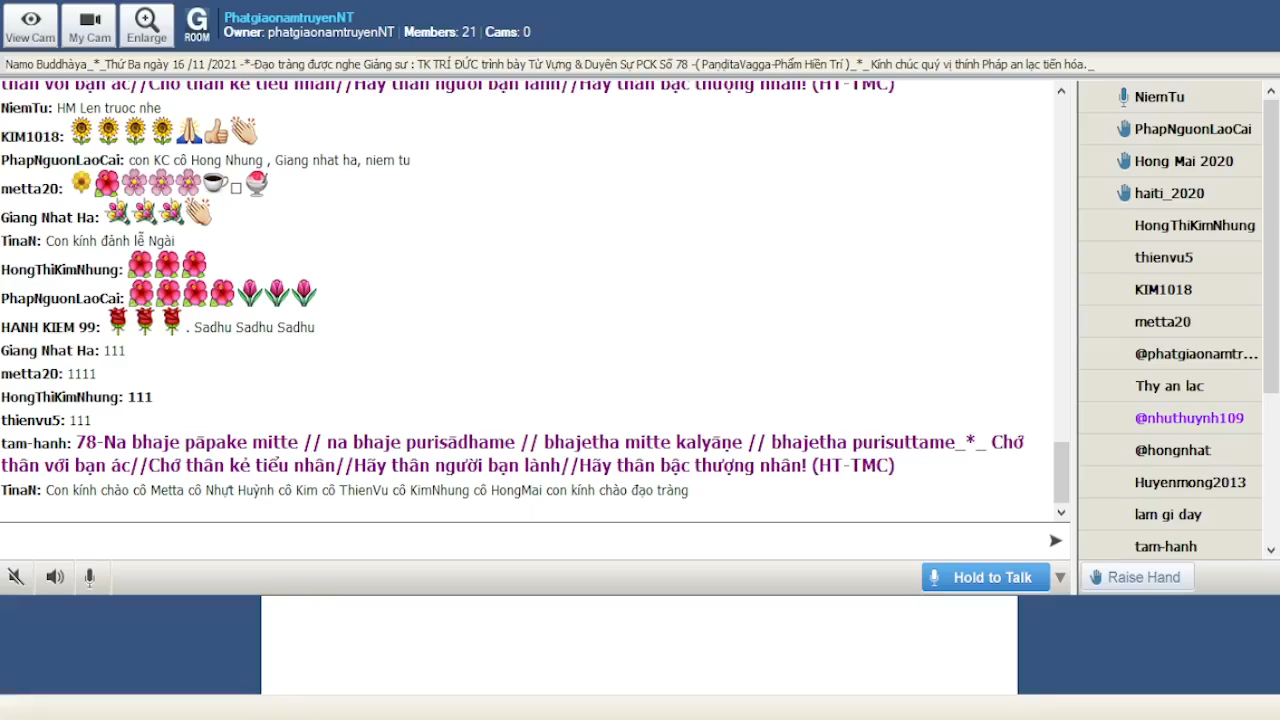 View Cam
My Cam
Enlarge
G
ROOM
PhatgiaonamtruyenNT
Owner: phatgiaonamtruyenNT | Members: 21 | Cams: 0
Namo Buddhàya_*_Thứ Ba ngày 16 /11 /2021 -*-Đạo tràng được nghe Giảng sư : TK TRÍ ĐỨC trình bày Từ Vựng & Duyên Sự PCK Số 78 -( PaṇḍitaVagga-Phẩm Hiền Trí )_*_ Kính chúc quý vị thính Pháp an lạc tiến hóa._
thân với bạn ác//Chớ thân kẻ tiểu nhân//Hãy thân người bạn lành//Hãy thân bậc thượng nhân! (HT-TMC)
NiemTu: HM Len truoc nhe
KIM1018:
PhapNguonLaoCai: con KC cô Hong Nhung , Giang nhat ha, niem tu
metta20:
Giang Nhat Ha:
TinaN: Con kính đảnh lễ Ngài
HongThiKimNhung:
PhapNguonLaoCai:
HANH KIEM 99: . Sadhu Sadhu Sadhu
Giang Nhat Ha: 111
metta20: 1111
HongThiKimNhung: 111
thienvu5: 111
tam-hanh: 78-Na bhaje pāpake mitte // na bhaje purisādhame // bhajetha mitte kalyāṇe // bhajetha purisuttame_*_ Chớ
thân với bạn ác//Chớ thân kẻ tiểu nhân//Hãy thân người bạn lành//Hãy thân bậc thượng nhân! (HT-TMC)
TinaN: Con kính chào cô Metta cô Nhựt Huỳnh cô Kim cô ThienVu cô KimNhung cô HongMai con kính chào đạo tràng
Hold to Talk
NiemTu
PhapNguonLaoCai
Hong Mai 2020
haiti_2020
HongThiKimNhung
thienvu5
KIM1018
metta20
@phatgiaonamtr...
Thy an lac
@nhuthuynh109
@hongnhat
Huyenmong2013
lam gi day
tam-hanh
Raise Hand